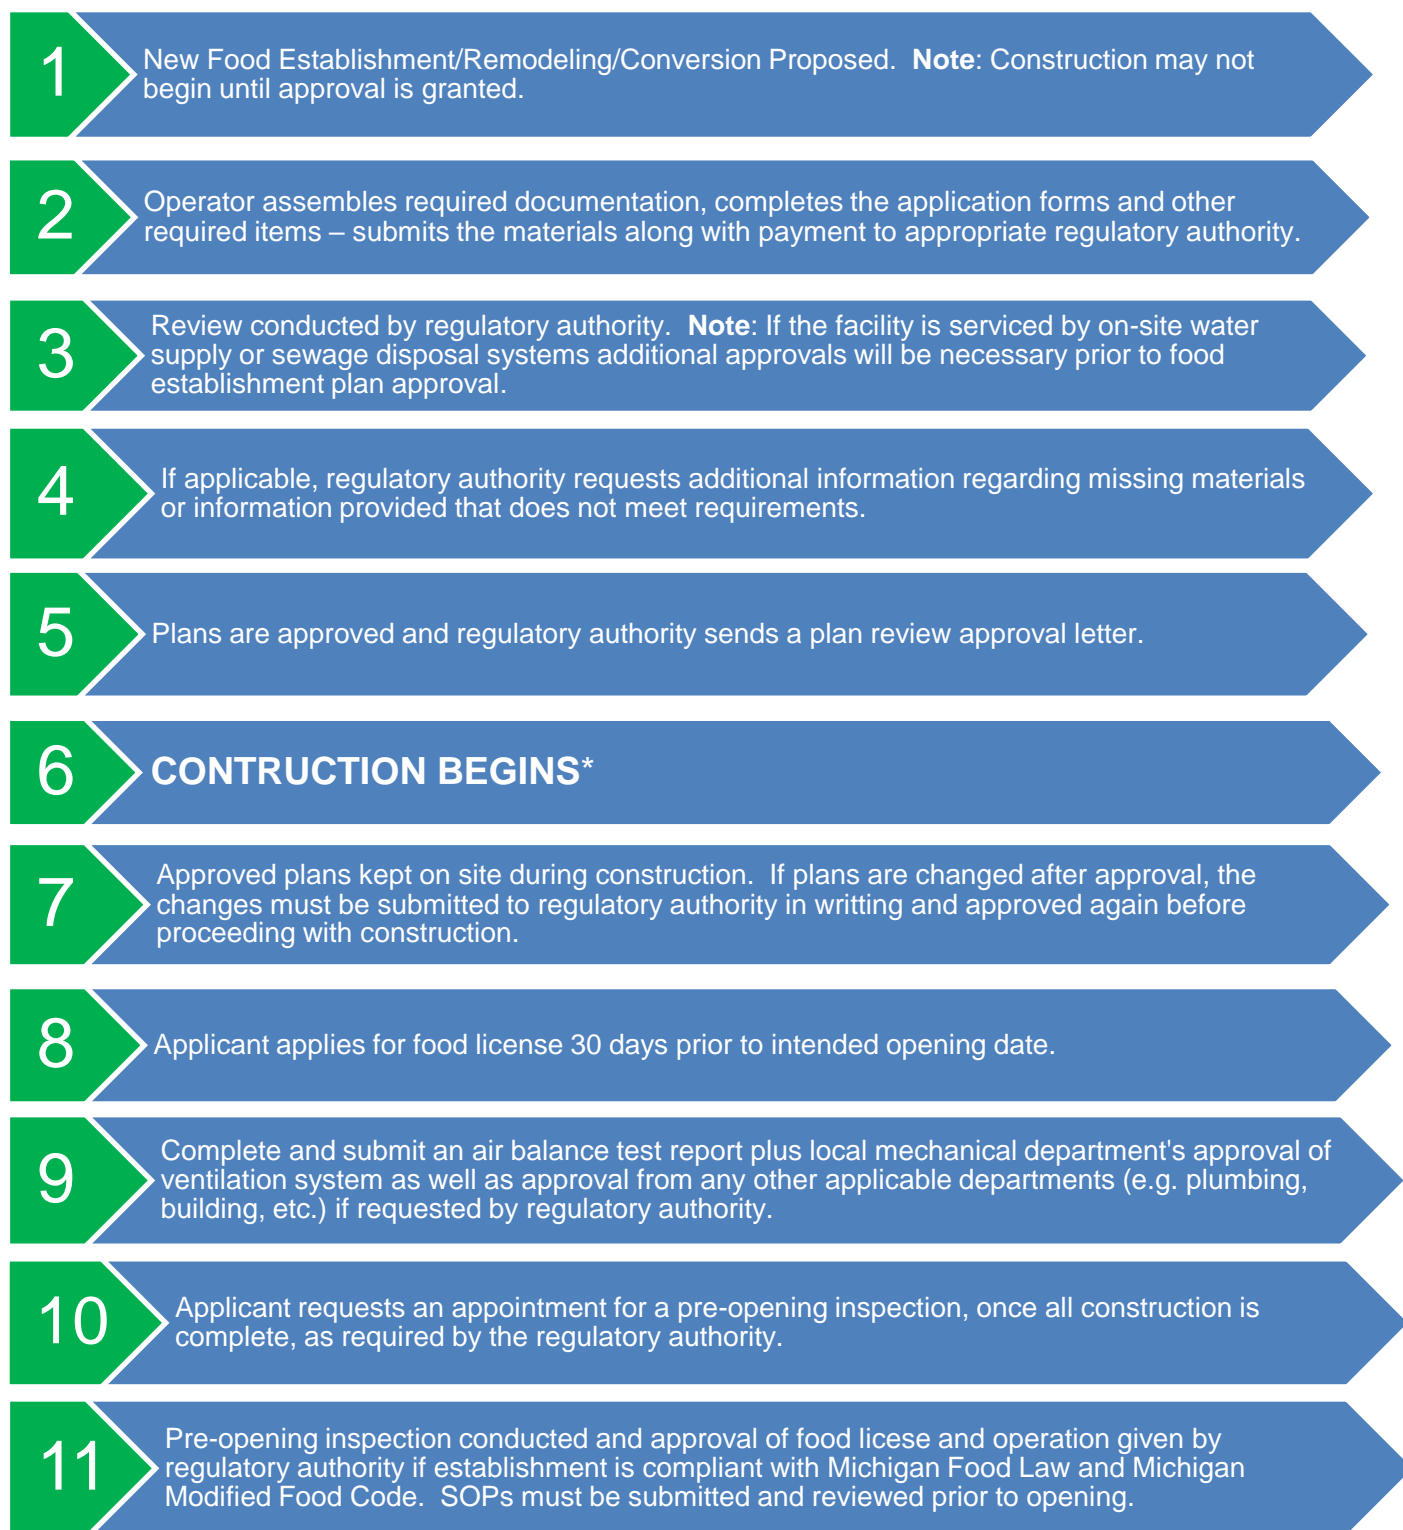 1
New Food Establishment/Remodeling/Conversion Proposed.  Note: Construction may not
begin until approval is granted.
2
Operator assembles required documentation, completes the application forms and other
required items – submits the materials along with payment to appropriate regulatory authority.
3
Review conducted by regulatory authority.  Note: If the facility is serviced by on-site water
supply or sewage disposal systems additional approvals will be necessary prior to food
establishment plan approval.
4
If applicable, regulatory authority requests additional information regarding missing materials
or information provided that does not meet requirements.
5
Plans are approved and regulatory authority sends a plan review approval letter.
6
CONTRUCTION BEGINS*
7
Approved plans kept on site during construction.  If plans are changed after approval, the
changes must be submitted to regulatory authority in writting and approved again before
proceeding with construction.
8
Applicant applies for food license 30 days prior to intended opening date.
9
Complete and submit an air balance test report plus local mechanical department's approval of
ventilation system as well as approval from any other applicable departments (e.g. plumbing,
building, etc.) if requested by regulatory authority.
10
Applicant requests an appointment for a pre-opening inspection, once all construction is
complete, as required by the regulatory authority.
11
Pre-opening inspection conducted and approval of food licese and operation given by
regulatory authority if establishment is compliant with Michigan Food Law and Michigan
Modified Food Code.  SOPs must be submitted and reviewed prior to opening.